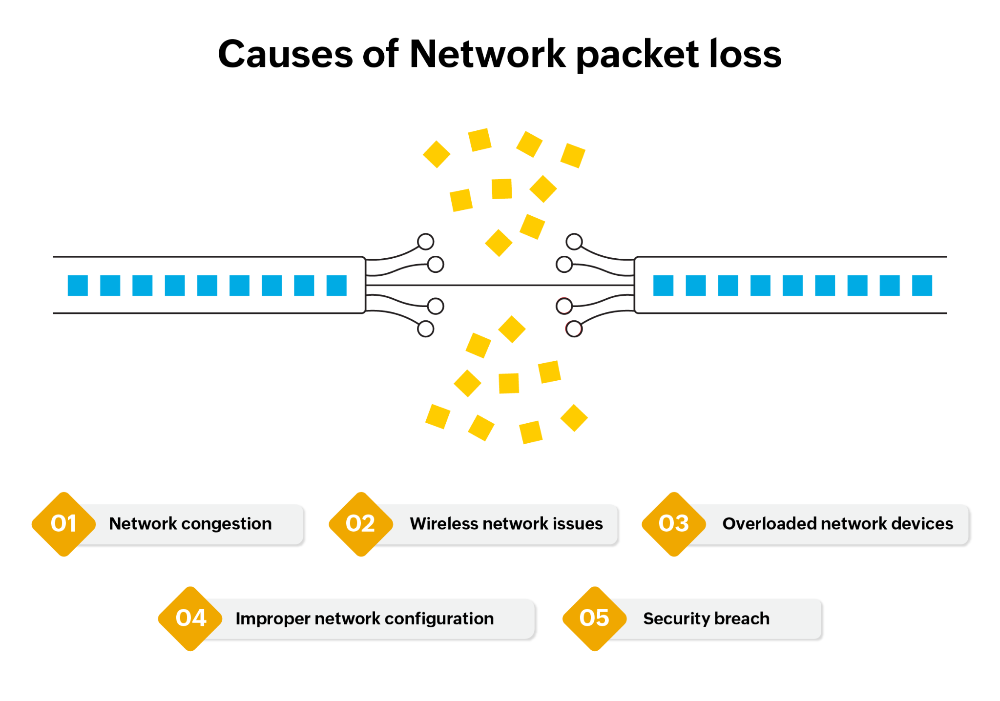 Causes of Network packet loss
01 Network congestion
02 Wireless network issues
03 Overloaded network devices
04 Improper network configuration
05 Security breach